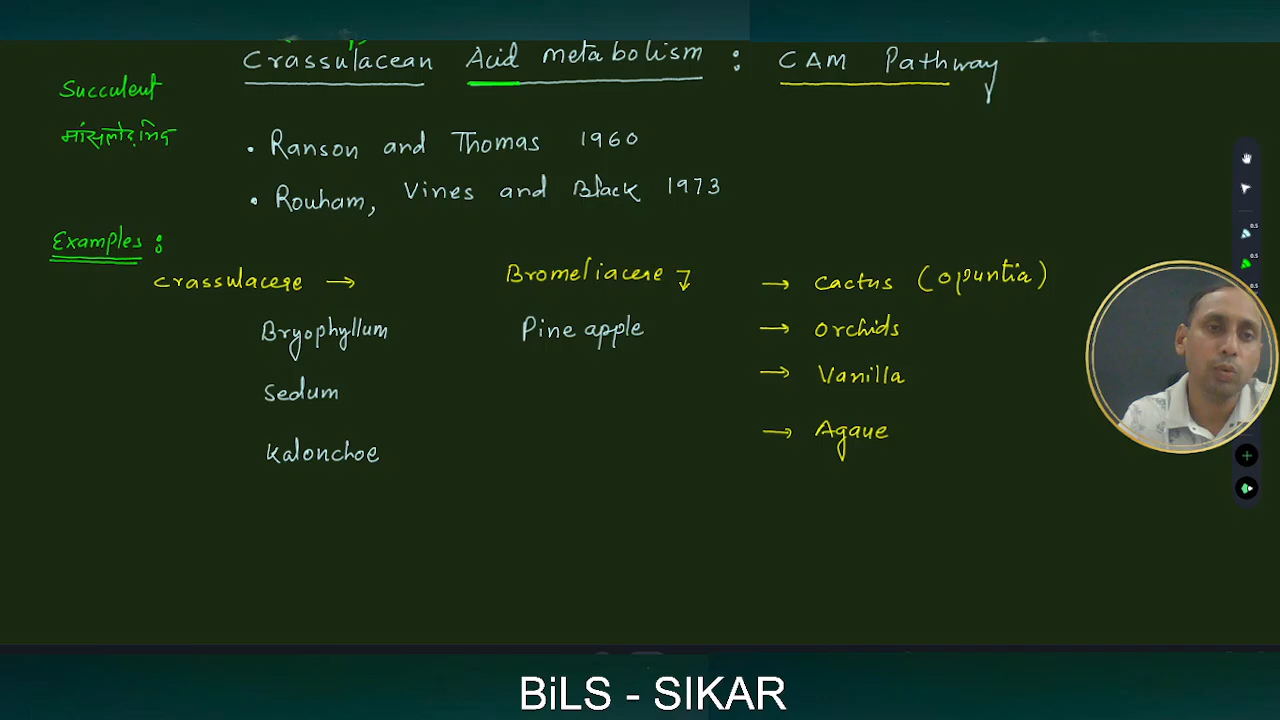 Crassulacean Acid metabolism : CAM Pathway
Succulent
• Ranson and Thomas 1960
• Rouham, Vines and Black 1973
Examples :
Crassulacere → Bromeliacere → Cactus (Opuntia)
Bryophyllum Pine apple → Orchids
Sedum → Vanilla
Kalonchoe → Agave
BiLS - SIKAR